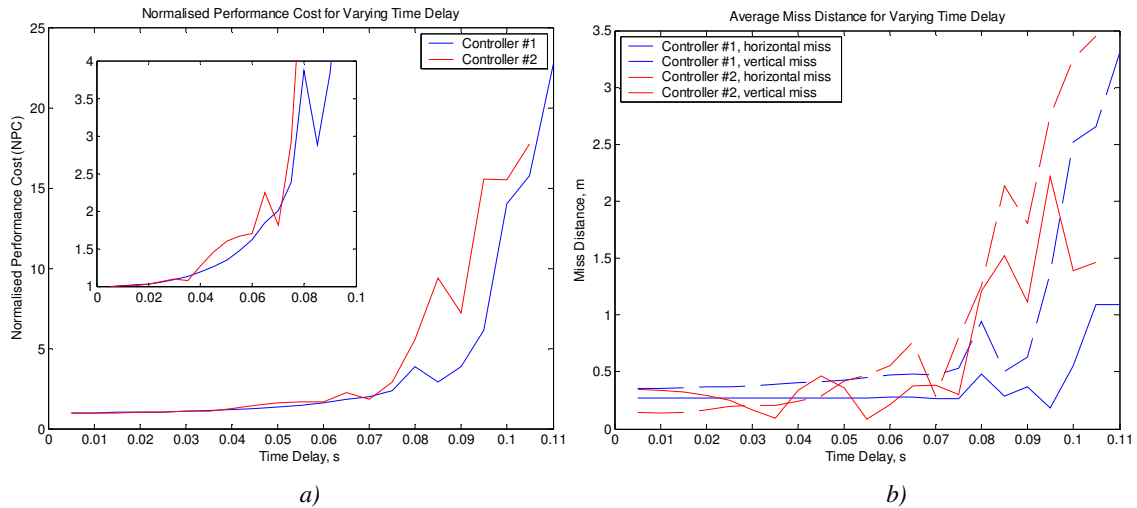 Normalised Performance Cost for Varying Time Delay
25
20
15
10
5
0
Normalised Performance Cost (NPC)
Controller #1
Controller #2
4
3.5
3
2.5
2
1.5
1
0 0.02 0.04 0.06 0.08 0.1
0.01 0.02 0.03 0.04 0.05 0.06 0.07 0.08 0.09 0.1 0.11
Time Delay, s
a)
Average Miss Distance for Varying Time Delay
3.5
3
2.5
2
1.5
1
0.5
0
Miss Distance, m
Controller #1, horizontal miss
Controller #1, vertical miss
Controller #2, horizontal miss
Controller #2, vertical miss
0.01 0.02 0.03 0.04 0.05 0.06 0.07 0.08 0.09 0.1 0.11
Time Delay, s
b)